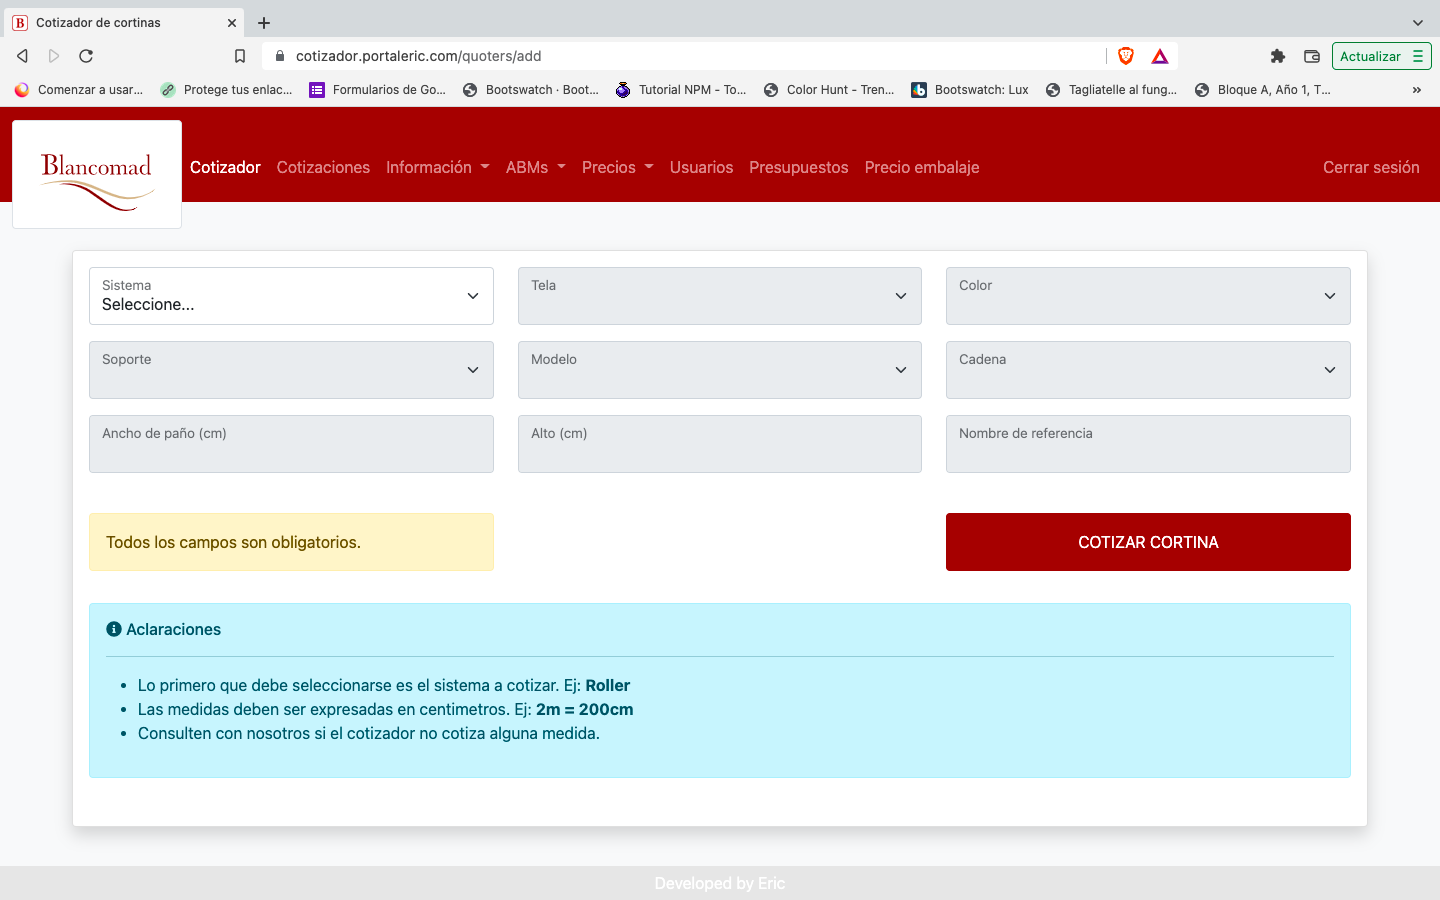 Cotizador de cortinas
cotizador.portaleric.com/quoters/add
Actualizar
Comenzar a usar...
Protege tus enlac...
Formularios de Go...
Bootswatch · Boot...
Tutorial NPM - To...
Color Hunt - Tren...
Bootswatch: Lux
Tagliatelle al fung...
Bloque A, Año 1, T...
»
Blancomad
Cotizador
Cotizaciones
Información
ABMs
Precios
Usuarios
Presupuestos
Precio embalaje
Cerrar sesión
Sistema
Seleccione...
Tela
Color
Soporte
Modelo
Cadena
Ancho de paño (cm)
Alto (cm)
Nombre de referencia
Todos los campos son obligatorios.
COTIZAR CORTINA
Aclaraciones
• Lo primero que debe seleccionarse es el sistema a cotizar. Ej: Roller
• Las medidas deben ser expresadas en centimetros. Ej: 2m = 200cm
• Consulten con nosotros si el cotizador no cotiza alguna medida.
Developed by Eric